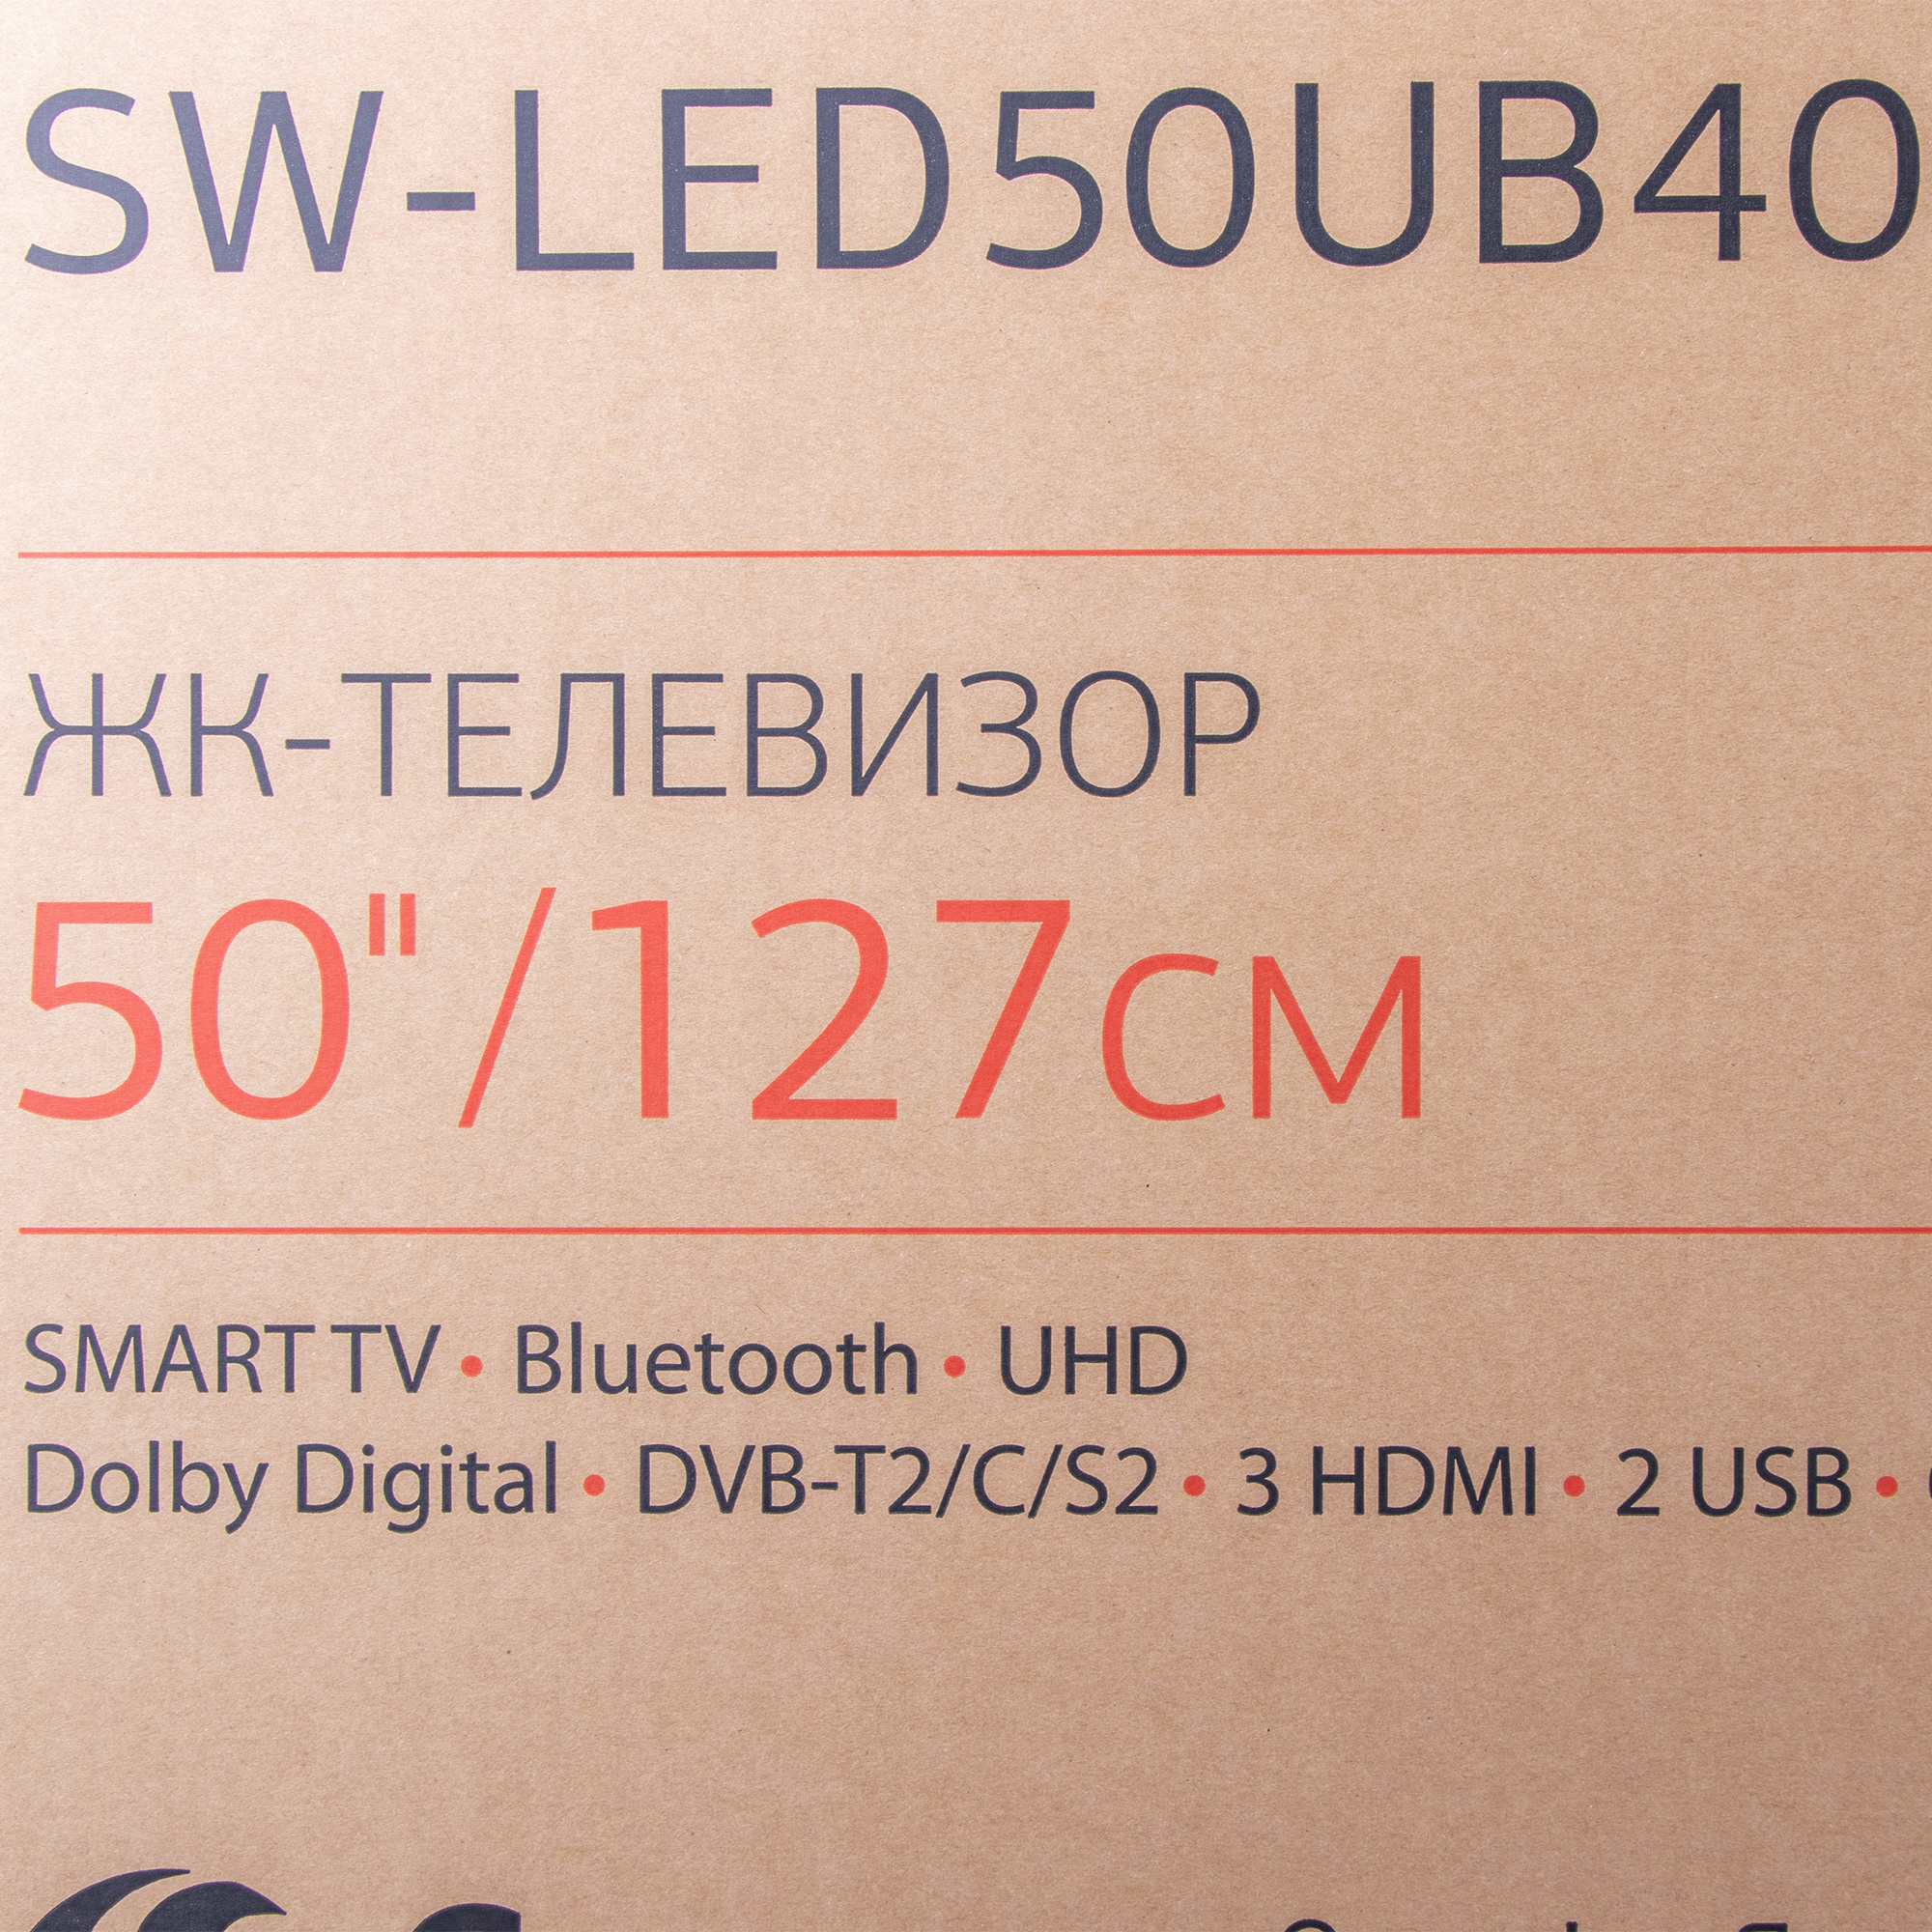 SW-LED50UB40
ЖК-ТЕЛЕВИЗОР
50"/127см
SMART TV • Bluetooth • UHD
Dolby Digital • DVB-T2/C/S2 • 3 HDMI • 2 USB •